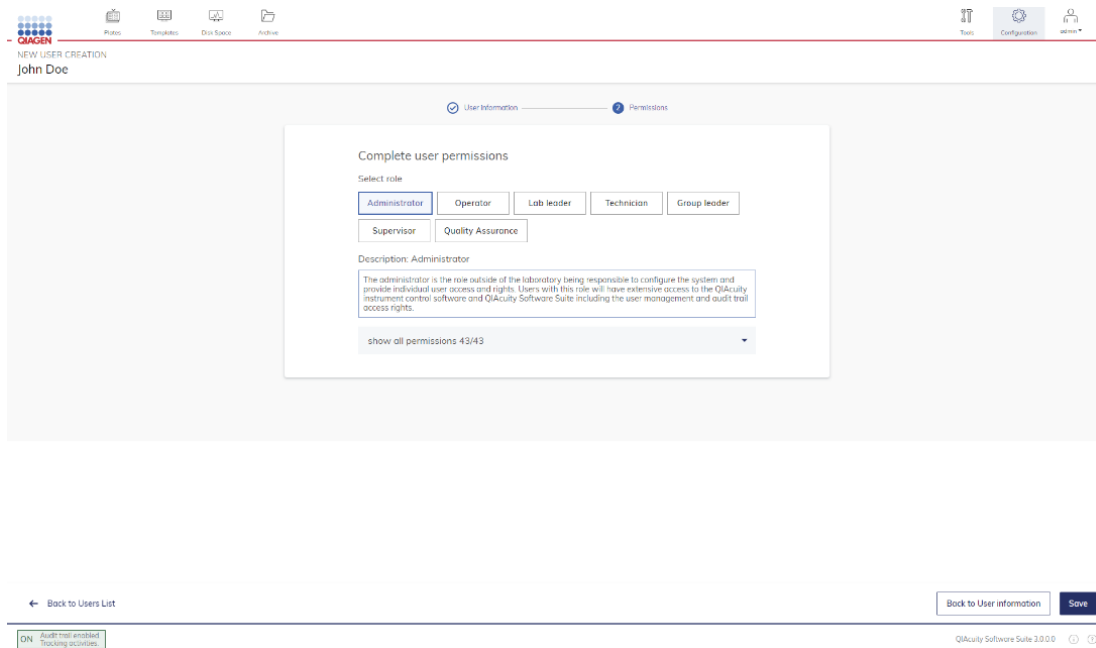 Plates Templates Disk Space Archive Tools Configuration admin
QIAGEN
NEW USER CREATION
John Doe
User Information 2 Permissions
Complete user permissions
Select role
Administrator Operator Lab leader Technician Group leader
Supervisor Quality Assurance
Description: Administrator
The administrator is the role outside of the laboratory being responsible to configure the system and
provide individual user access and rights. Users with this role will have extensive access to the QIAcuity
instrument control software and QIAcuity Software Suite including the user management and audit trail
access rights.
show all permissions 43/43
Back to Users List Back to User information Save
ON Audit trail enabled.
Tracking activities.
QIAcuity Software Suite 3.0.0.0